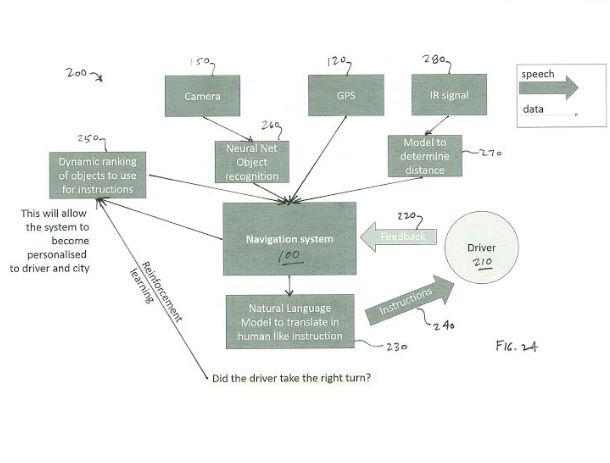 200
150
120
280
Camera
GPS
IR signal
speech
data
250
260
270
Dynamic ranking
of objects to use
for instructions
Neural Net
Object
recognition
Model to
determine
distance
This will allow
the system to
become
personalised
to driver and city
Navigation system
100
220
Feedback
Driver
210
Reinforcement
learning
Natural Language
Model to translate in
human like instruction
230
Instructions
240
FIG. 2A
Did the driver take the right turn?